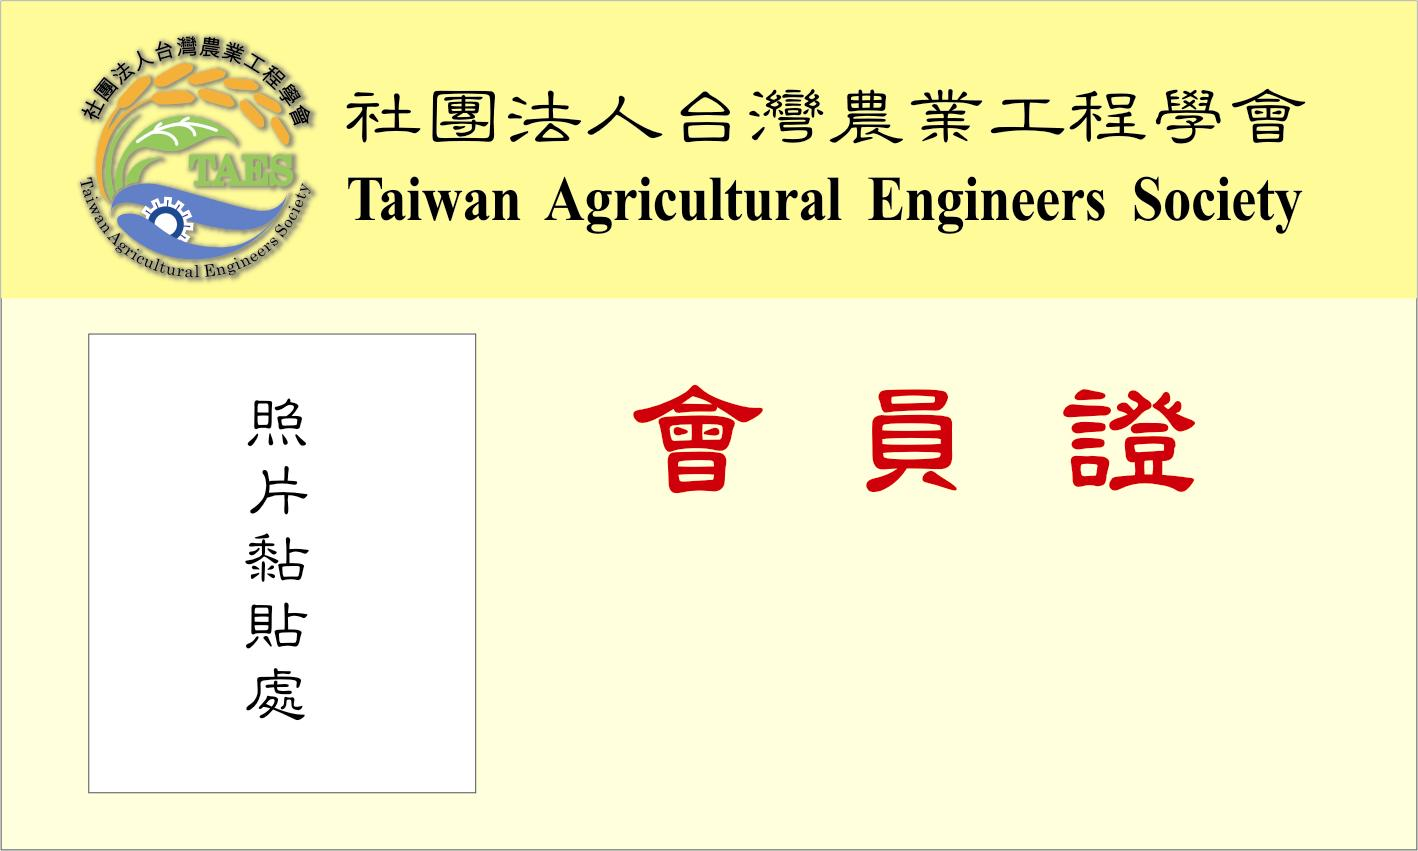 社團法人台灣農業工程學會
TAES
Taiwan Agricultural Engineers Society
社團法人台灣農業工程學會
Taiwan Agricultural Engineers Society
會員證
照片黏貼處